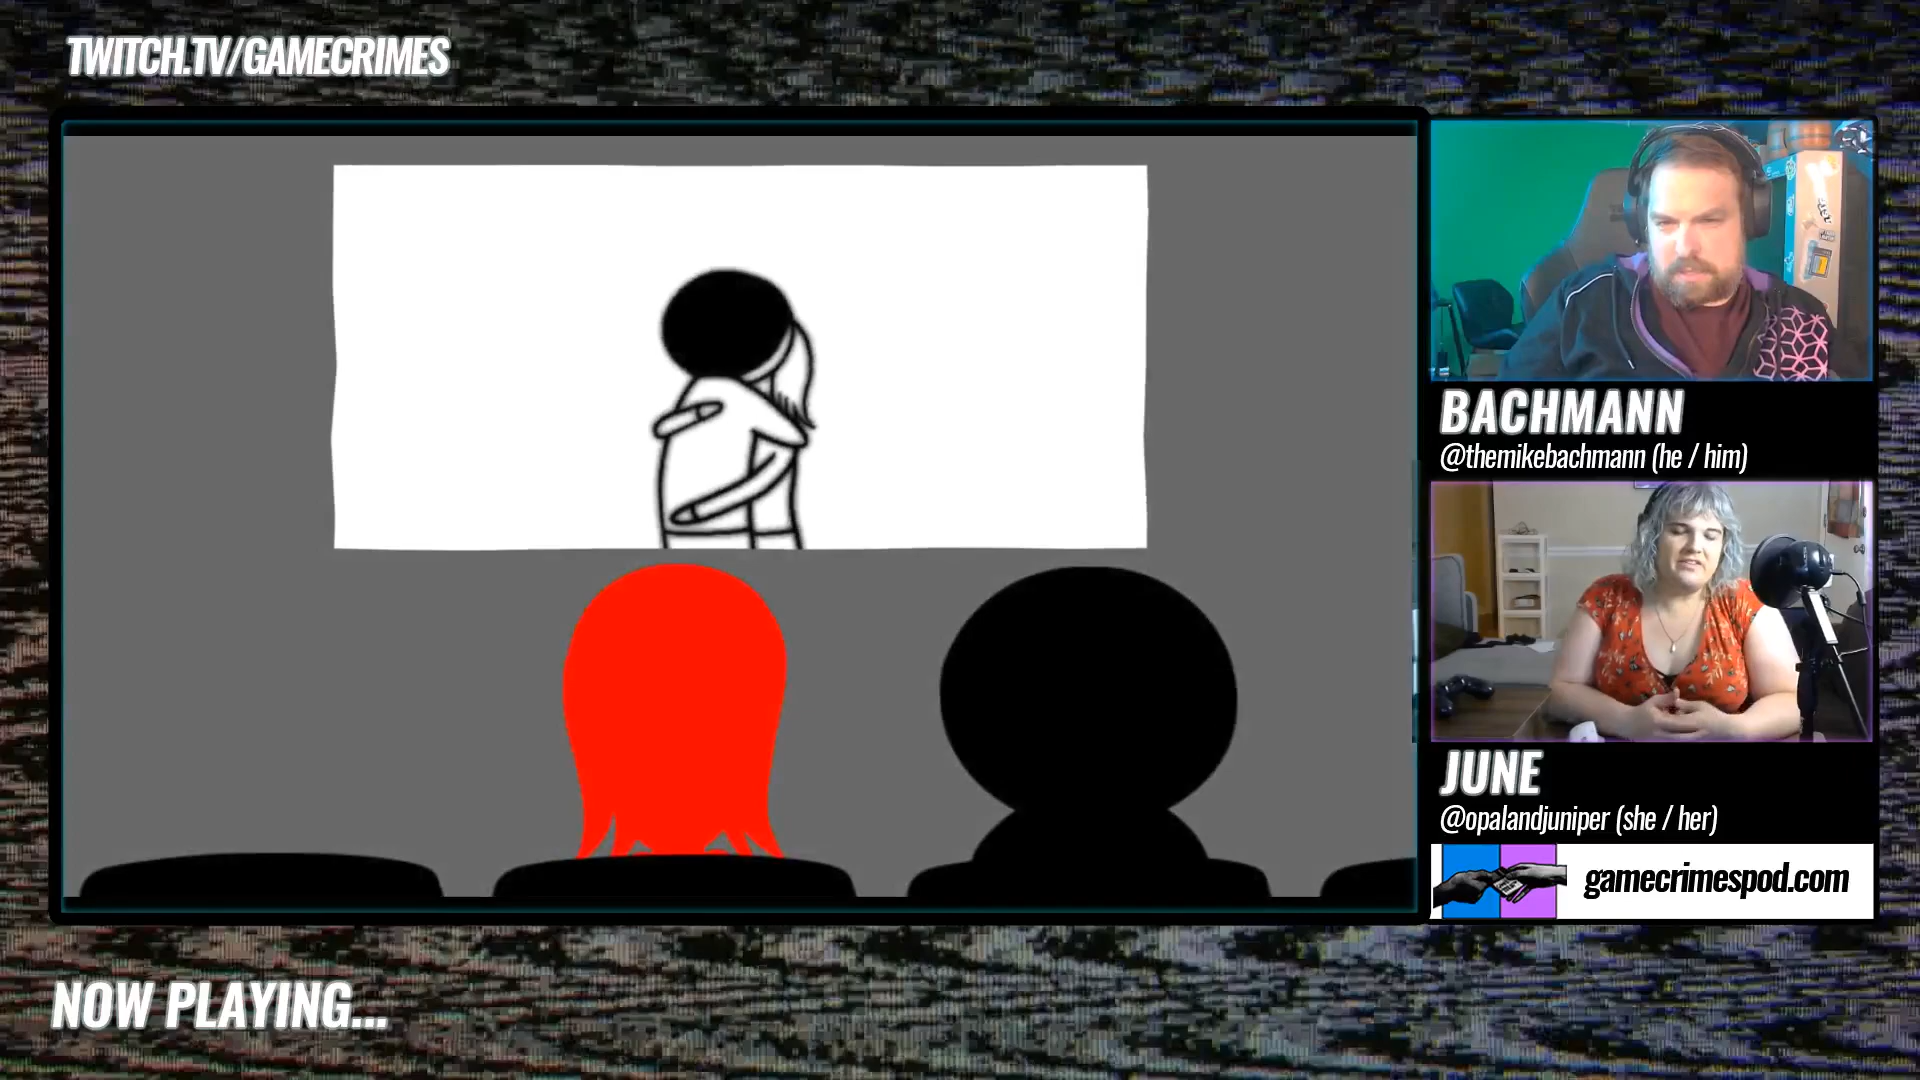 TWITCH.TV/GAMECRIMES
BACHMANN
@themikebachmann (he / him)
JUNE
@opalandjuniper (she / her)
gamecrimespod.com
NOW PLAYING...